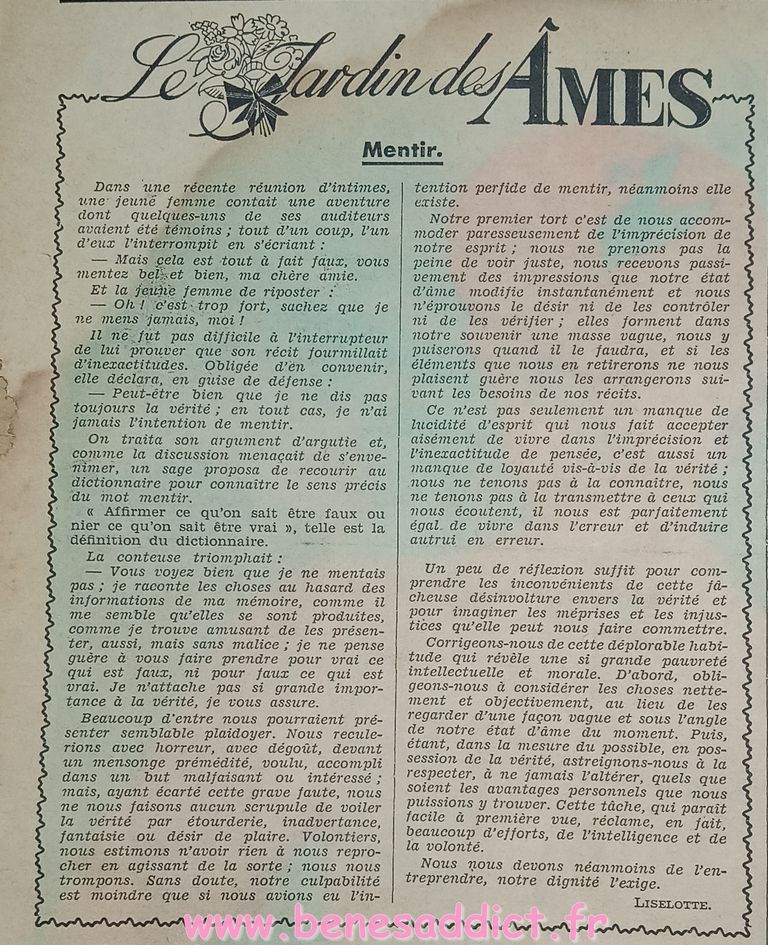 Le Jardin des ÂMES
Mentir.
Dans une récente réunion d'intimes,
une jeune femme contait une aventure
dont quelques-uns de ses auditeurs
avaient été témoins ; tout d'un coup, l'un
d'eux l'interrompit en s'écriant :
— Mais cela est tout à fait faux, vous
mentez bel et bien, ma chère amie.
Et la jeune femme de riposter :
— Oh ! c'est trop fort, sachez que je
ne mens jamais, moi !
Il ne fut pas difficile à l'interrupteur
de lui prouver que son récit fourmillait
d'inexactitudes. Obligée d'en convenir,
elle déclara, en guise de défense :
— Peut-être bien que je ne dis pas
toujours la vérité ; en tout cas, je n'ai
jamais l'intention de mentir.
On traita son argument d'argutie et,
comme la discussion menaçait de s'enve-
nimer, un sage proposa de recourir au
dictionnaire pour connaître le sens précis
du mot mentir.
« Affirmer ce qu'on sait être faux ou
nier ce qu'on sait être vrai », telle est la
définition du dictionnaire.
La conteuse triomphait :
— Vous voyez bien que je ne mentais
pas ; je raconte les choses au hasard des
informations de ma mémoire, comme il
me semble qu'elles se sont produites,
comme je trouve amusant de les présen-
ter, aussi, mais sans malice ; je ne pense
guère à vous faire prendre pour vrai ce
qui est faux, ni pour faux ce qui est
vrai. Je n'attache pas si grande impor-
tance à la vérité, je vous assure.
Beaucoup d'entre nous pourraient pré-
senter semblable plaidoyer. Nous recule-
rions avec horreur, avec dégoût, devant
un mensonge prémédité, voulu, accompli
dans un but malfaisant ou intéressé ;
mais, ayant écarté cette grave faute, nous
ne nous faisons aucun scrupule de voiler
la vérité par étourderie, inadvertance,
fantaisie ou désir de plaire. Volontiers,
nous estimons n'avoir rien à nous repro-
cher en agissant de la sorte ; nous nous
trompons. Sans doute, notre culpabilité
est moindre que si nous avions eu l'in-
tention perfide de mentir, néanmoins elle
existe.
Notre premier tort c'est de nous accom-
moder paresseusement de l'imprécision de
notre esprit ; nous ne prenons pas la
peine de voir juste, nous recevons passi-
vement des impressions que notre état
d'âme modifie instantanément et nous
n'éprouvons le désir ni de les contrôler
ni de les vérifier ; elles forment dans
notre souvenir une masse vague, nous y
puiserons quand il le faudra, et si les
éléments que nous en retirerons ne nous
plaisent guère nous les arrangerons sui-
vant les besoins de nos récits.
Ce n'est pas seulement un manque de
lucidité d'esprit qui nous fait accepter
aisément de vivre dans l'imprécision et
l'inexactitude de pensée, c'est aussi un
manque de loyauté vis-à-vis de la vérité ;
nous ne tenons pas à la connaître, nous
ne tenons pas à la transmettre à ceux qui
nous écoutent, il nous est parfaitement
égal de vivre dans l'erreur et d'induire
autrui en erreur.
Un peu de réflexion suffit pour com-
prendre les inconvénients de cette fâ-
cheuse désinvolture envers la vérité et
pour imaginer les méprises et les injus-
tices qu'elle peut nous faire commettre.
Corrigeons-nous de cette déplorable habi-
tude qui révèle une si grande pauvreté
intellectuelle et morale. D'abord, obli-
geons-nous à considérer les choses nette-
ment et objectivement, au lieu de les
regarder d'une façon vague et sous l'angle
de notre état d'âme du moment. Puis,
étant, dans la mesure du possible, en pos-
session de la vérité, astreignons-nous à la
respecter, à ne jamais l'altérer, quels que
soient les avantages personnels que nous
puissions y trouver. Cette tâche, qui paraît
facile à première vue, réclame, en fait,
beaucoup d'efforts, de l'intelligence et de
la volonté.
Nous nous devons néanmoins de l'en-
treprendre, notre dignité l'exige.
LISELOTTE.
www.benesaddict.fr